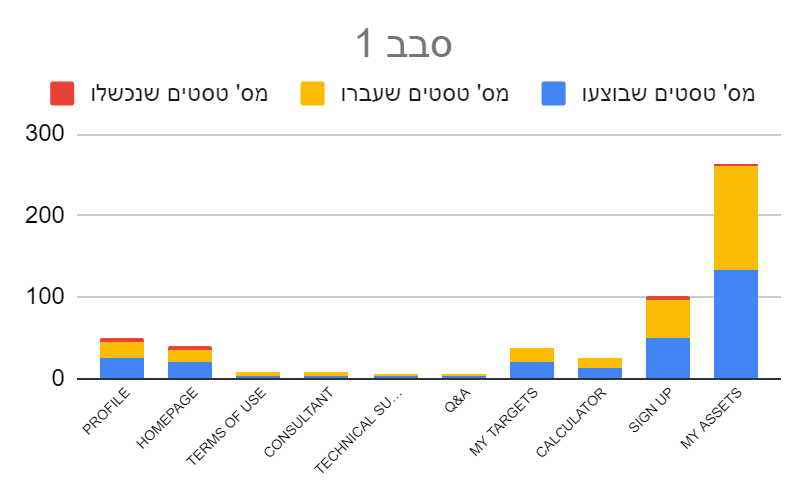 סבב 1
מס' טסטים שבוצעו מס' טסטים שעברו מס' טסטים שנכשלו
300
200
100
0
PROFILE
HOMEPAGE
TERMS OF USE
CONSULTANT
TECHNICAL SU...
Q&A
MY TARGETS
CALCULATOR
SIGN UP
MY ASSETS